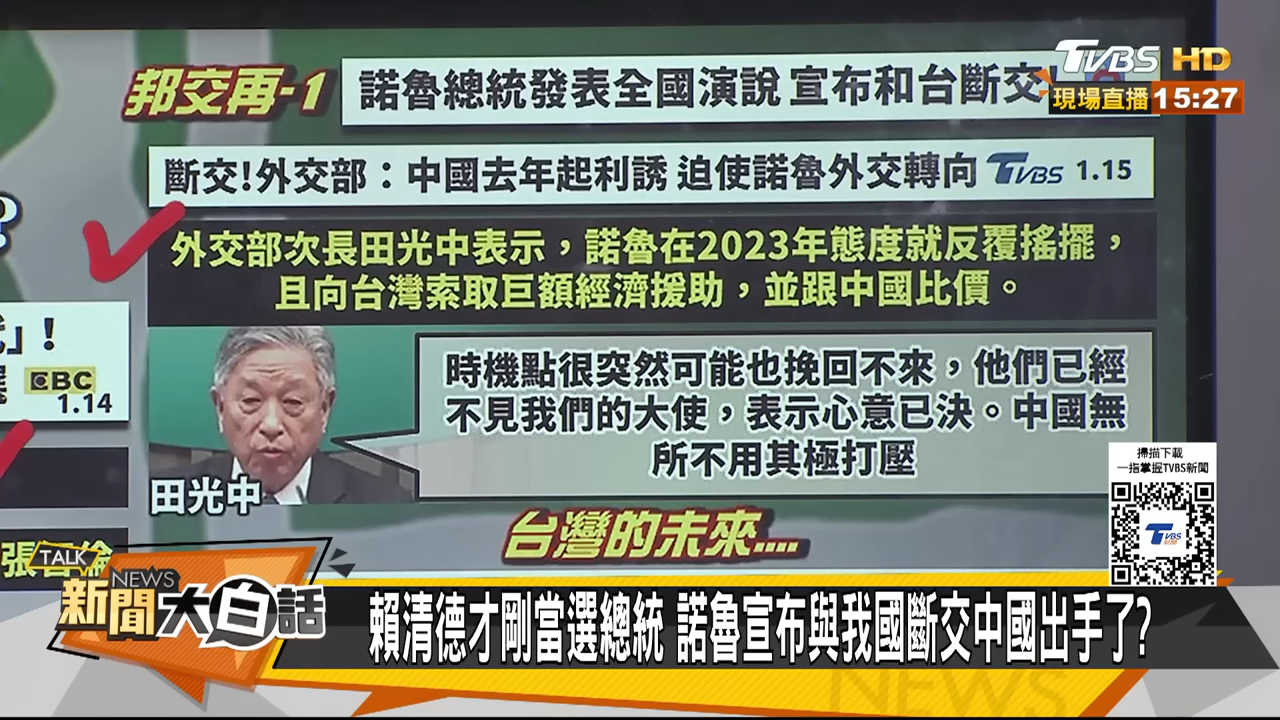 TVBS HD
現場直播 15:27
邦交再-1
諾魯總統發表全國演說 宣布和台斷交
斷交!外交部：中國去年起利誘 迫使諾魯外交轉向 TVBS 1.15
外交部次長田光中表示，諾魯在2023年態度就反覆搖擺，
且向台灣索取巨額經濟援助，並跟中國比價。
?
」!
EBC
1.14
時機點很突然可能也挽回不來，他們已經
不見我們的大使，表示心意已決。中國無
所不用其極打壓
田光中
台灣的未來....
掃描下載
一指掌握TVBS新聞
TVBS
新聞
TALK
NEWS
新聞大白話
賴清德才剛當選總統 諾魯宣布與我國斷交中國出手了?
NEWS